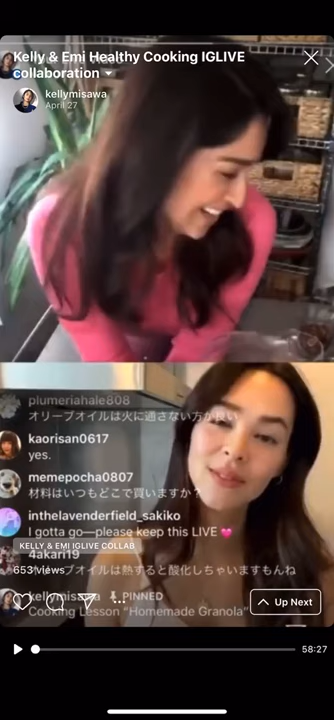 Kelly & Emi Healthy Cooking IGLIVE
collaboration
kellymisawa
April 27
plumeriahale808
オリーブオイルは火に通さない方が良い
kaorisan0617
yes.
memepocha0807
材料はいつもどこで買いますか?
inthelavenderfield_sakiko
I gotta go—please keep this LIVE 💗
KELLY & EMI IGLIVE COLLAB
4akari19
653 views
ブオイルは熱すると酸化しちゃいますもんね
kellymisawa PINNED
Cooking Lesson "Homemade Granola"
Up Next
58:27